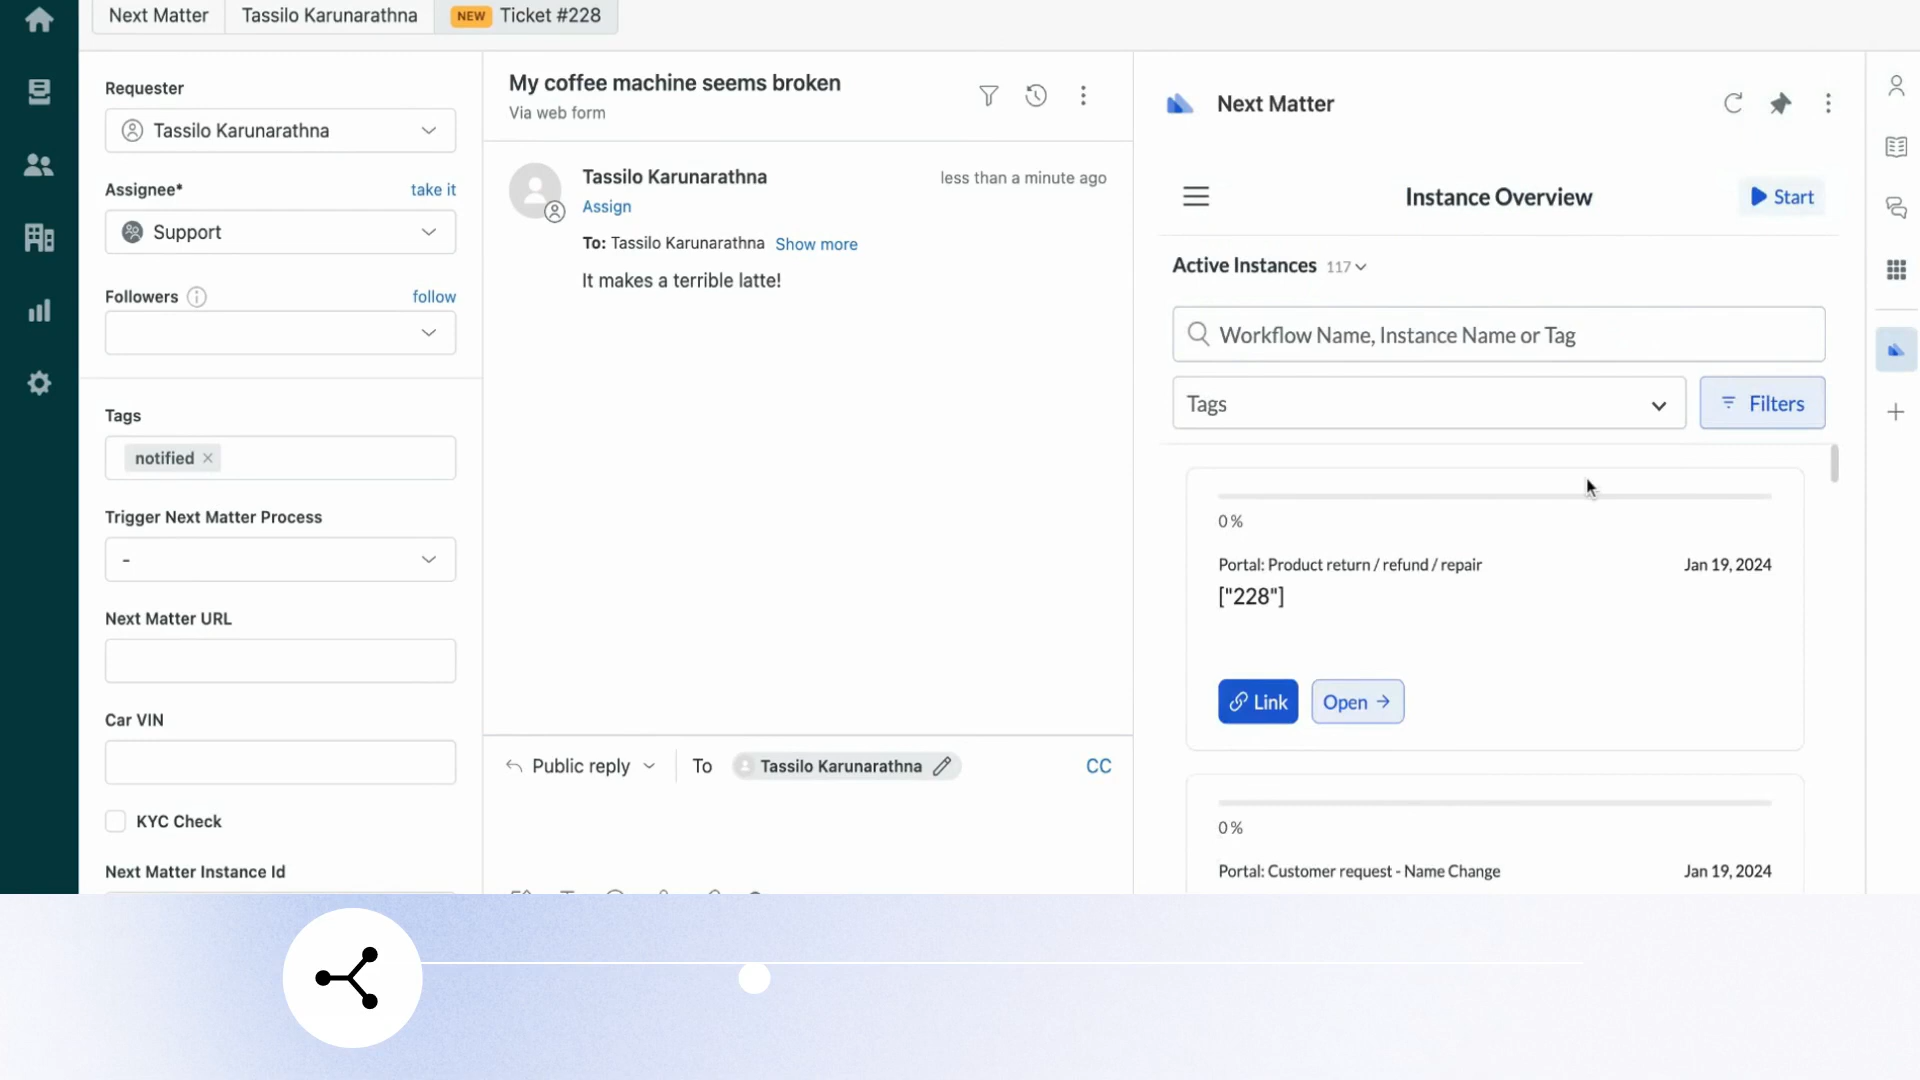 Next Matter
Tassilo Karunarathna
NEW Ticket #228
Requester
Tassilo Karunarathna
Assignee*
take it
Support
Followers
follow
Tags
notified ×
Trigger Next Matter Process
-
Next Matter URL
Car VIN
KYC Check
Next Matter Instance Id
My coffee machine seems broken
Via web form
Tassilo Karunarathna
less than a minute ago
Assign
To: Tassilo Karunarathna Show more
It makes a terrible latte!
Public reply
To
Tassilo Karunarathna
CC
Next Matter
Instance Overview
Start
Active Instances 117
Workflow Name, Instance Name or Tag
Tags
Filters
0 %
Portal: Product return / refund / repair
Jan 19, 2024
["228"]
Link
Open →
0 %
Portal: Customer request - Name Change
Jan 19, 2024